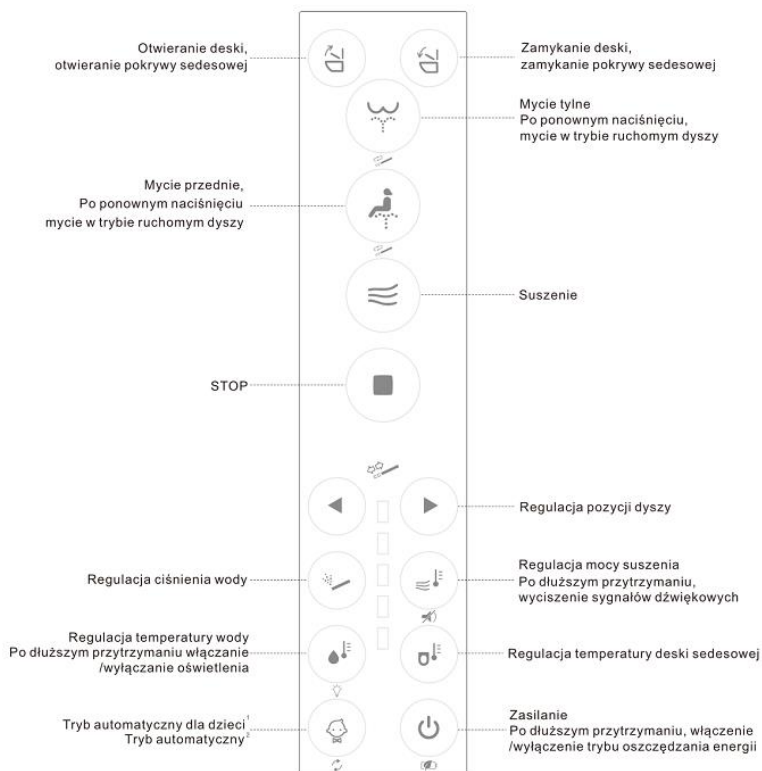 Otwieranie deski,
otwieranie pokrywy sedesowej
Zamykanie deski,
zamykanie pokrywy sedesowej
Mycie tylne
Po ponownym naciśnięciu,
mycie w trybie ruchomym dyszy
Mycie przednie,
Po ponownym naciśnięciu
mycie w trybie ruchomym dyszy
Suszenie
STOP
Regulacja pozycji dyszy
Regulacja ciśnienia wody
Regulacja mocy suszenia
Po dłuższym przytrzymaniu,
wyciszenie sygnałów dźwiękowych
Regulacja temperatury wody
Po dłuższym przytrzymaniu włączanie
/wyłączanie oświetlenia
Regulacja temperatury deski sedesowej
Tryb automatyczny dla dzieci¹
Tryb automatyczny²
Zasilanie
Po dłuższym przytrzymaniu, włączenie
/wyłączenie trybu oszczędzania energii